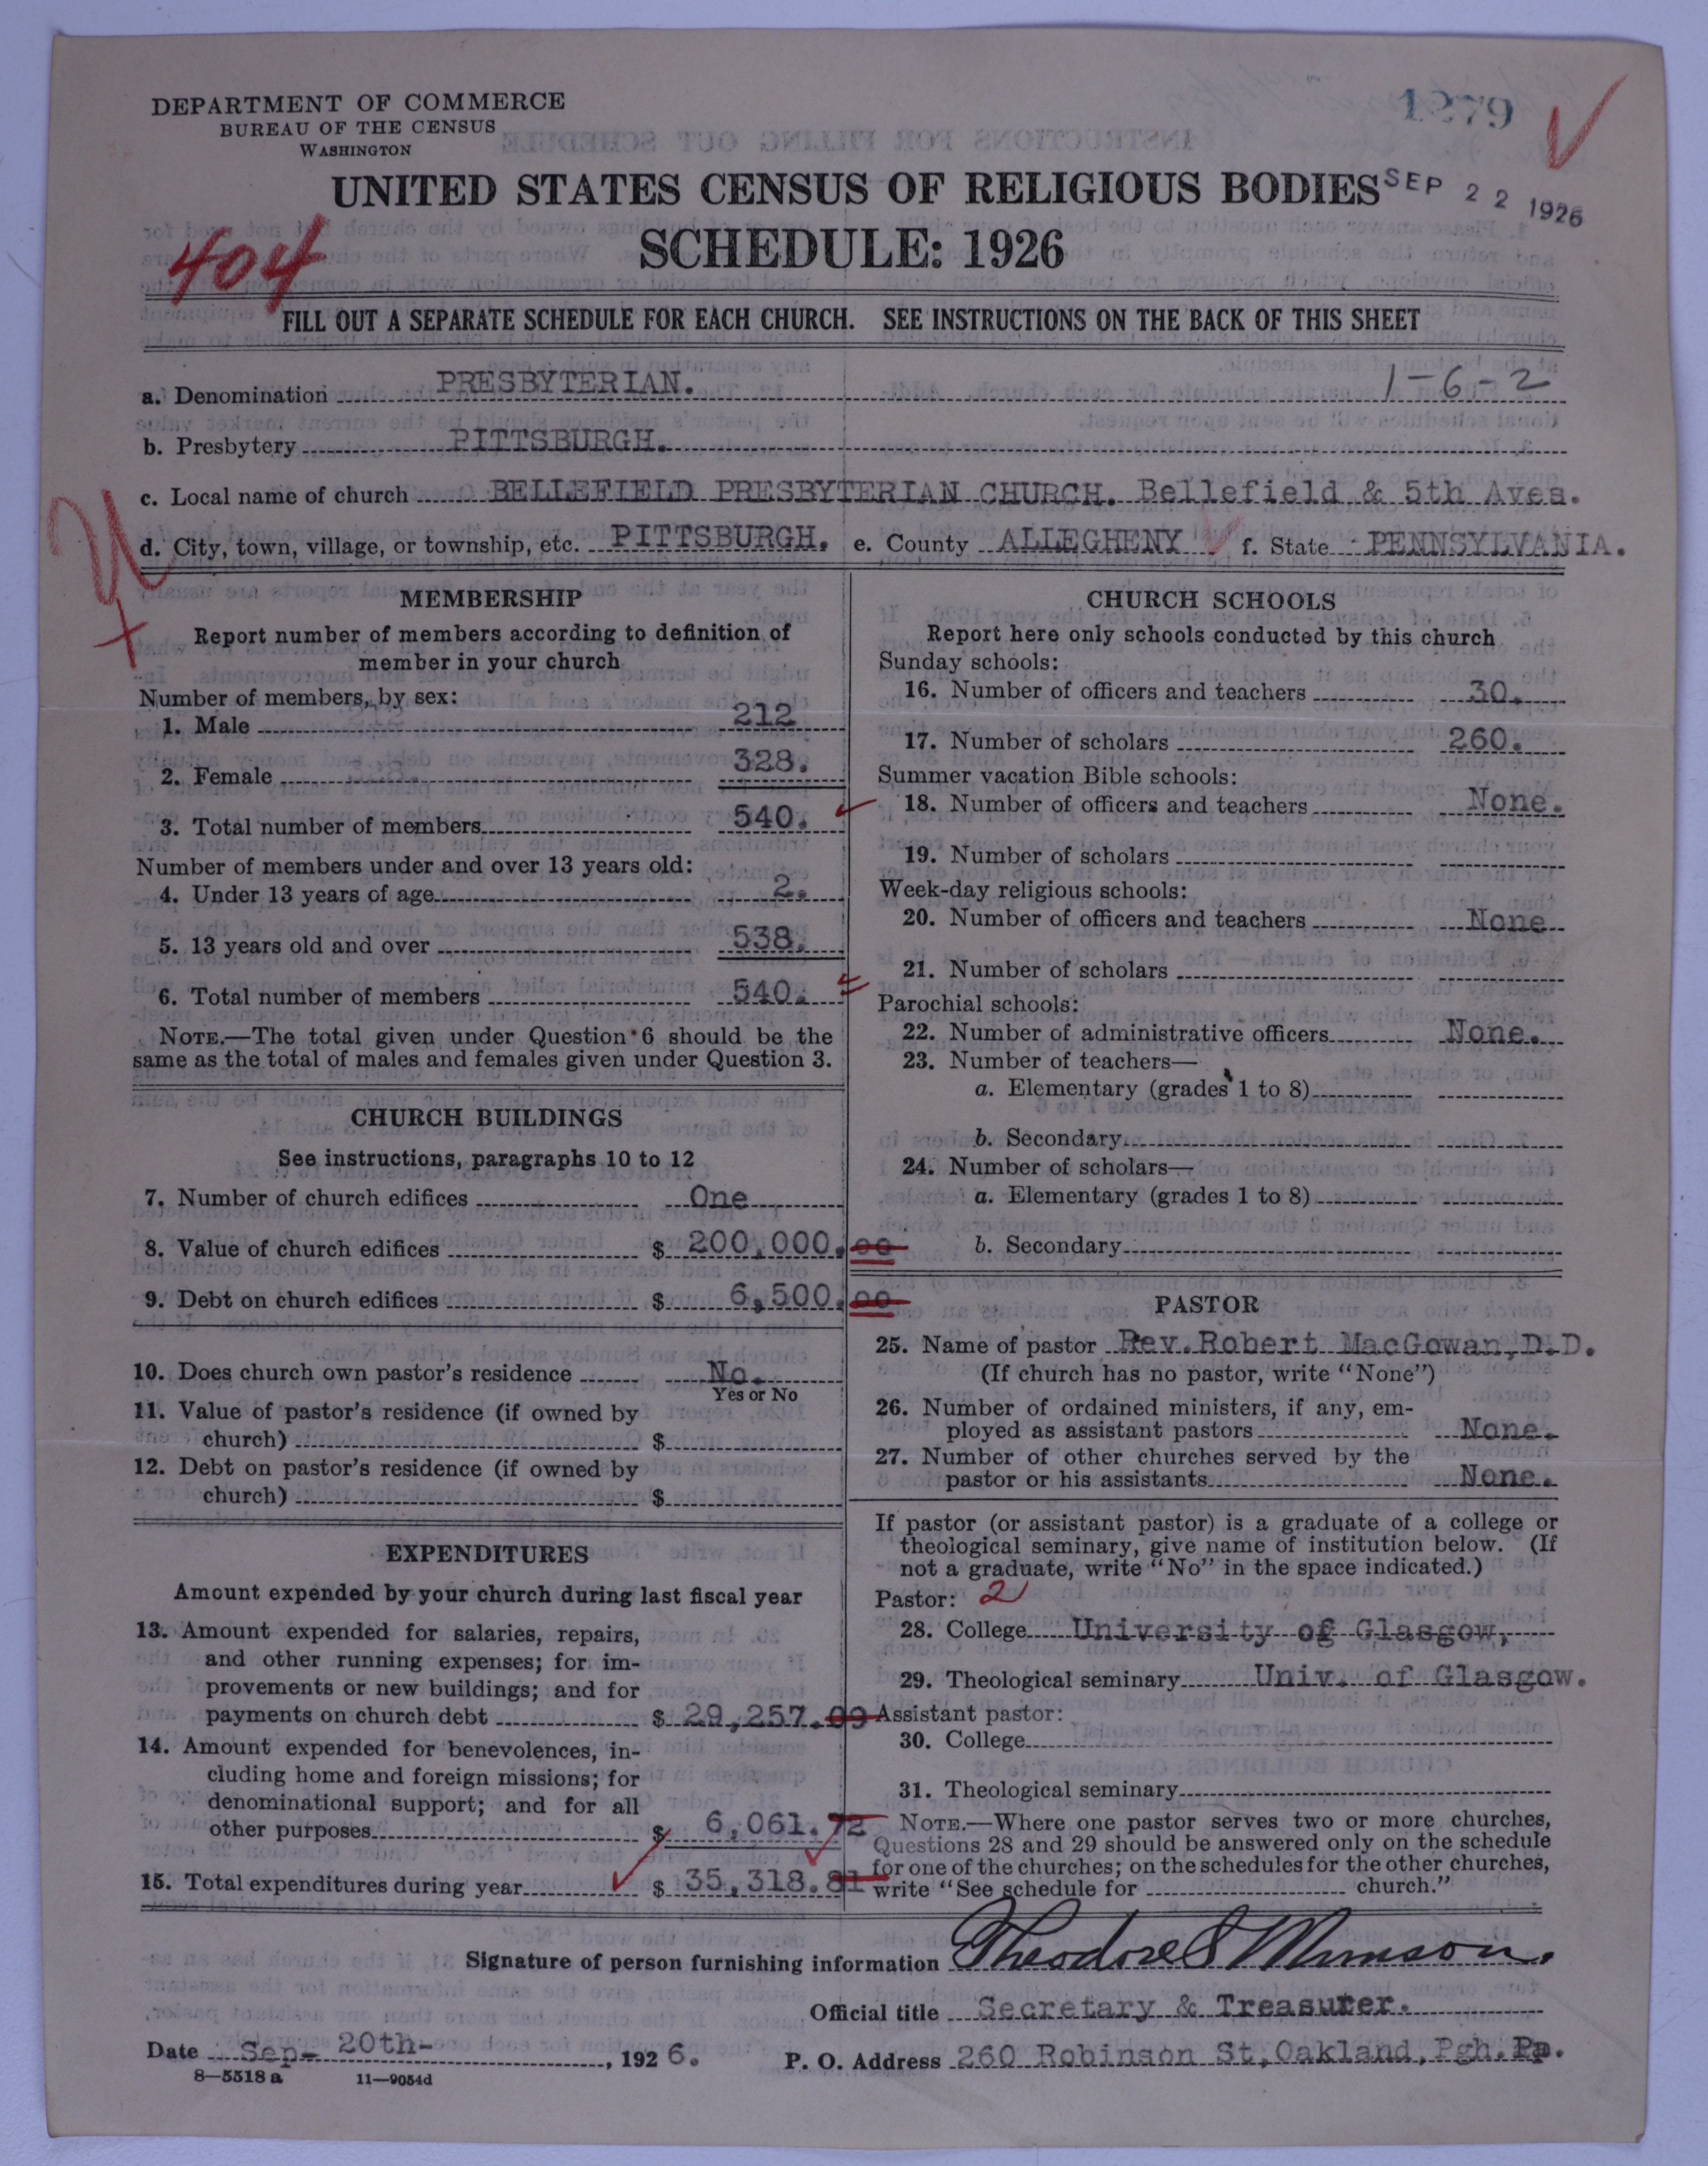 DEPARTMENT OF COMMERCE
BUREAU OF THE CENSUS
WASHINGTON
1279
UNITED STATES CENSUS OF RELIGIOUS BODIES
SEP 22 1926
404
SCHEDULE: 1926
FILL OUT A SEPARATE SCHEDULE FOR EACH CHURCH. SEE INSTRUCTIONS ON THE BACK OF THIS SHEET
a. Denomination PRESBYTERIAN. 1-6-2
b. Presbytery PITTSBURGH.
c. Local name of church BELLEFIELD PRESBYTERIAN CHURCH. Bellefield & 5th Aves.
d. City, town, village, or township, etc. PITTSBURGH. e. County ALLEGHENY f. State PENNSYLVANIA.
MEMBERSHIP
Report number of members according to definition of
member in your church
Number of members, by sex:
1. Male 212
2. Female 328.
3. Total number of members 540.
Number of members under and over 13 years old:
4. Under 13 years of age 2.
5. 13 years old and over 538.
6. Total number of members 540.
NOTE.—The total given under Question 6 should be the
same as the total of males and females given under Question 3.
CHURCH BUILDINGS
See instructions, paragraphs 10 to 12
7. Number of church edifices One
8. Value of church edifices $ 200,000.00
9. Debt on church edifices $ 6,500.00
10. Does church own pastor's residence No.
Yes or No
11. Value of pastor's residence (if owned by
church) $
12. Debt on pastor's residence (if owned by
church) $
EXPENDITURES
Amount expended by your church during last fiscal year
13. Amount expended for salaries, repairs,
and other running expenses; for im-
provements or new buildings; and for
payments on church debt $ 29,257.09
14. Amount expended for benevolences, in-
cluding home and foreign missions; for
denominational support; and for all
other purposes $ 6,061.72
15. Total expenditures during year $ 35,318.81
CHURCH SCHOOLS
Report here only schools conducted by this church
Sunday schools:
16. Number of officers and teachers 30.
17. Number of scholars 260.
Summer vacation Bible schools:
18. Number of officers and teachers None.
19. Number of scholars
Week-day religious schools:
20. Number of officers and teachers None
21. Number of scholars
Parochial schools:
22. Number of administrative officers None.
23. Number of teachers—
a. Elementary (grades 1 to 8)
b. Secondary
24. Number of scholars—
a. Elementary (grades 1 to 8)
b. Secondary
PASTOR
25. Name of pastor Rev. Robert MacGowan, D.D.
(If church has no pastor, write "None")
26. Number of ordained ministers, if any, em-
ployed as assistant pastors None.
27. Number of other churches served by the
pastor or his assistants None.
If pastor (or assistant pastor) is a graduate of a college or
theological seminary, give name of institution below. (If
not a graduate, write "No" in the space indicated.)
Pastor: 2
28. College University of Glasgow,
29. Theological seminary Univ. of Glasgow.
Assistant pastor:
30. College
31. Theological seminary
NOTE.—Where one pastor serves two or more churches,
Questions 28 and 29 should be answered only on the schedule
for one of the churches; on the schedules for the other churches,
write "See schedule for church."
Signature of person furnishing information Theodore S Munson.
Official title Secretary & Treasurer.
Date Sep- 20th- , 1926.
P. O. Address 260 Robinson St, Oakland, Pgh. Pa.
8—5518 a 11—9054d